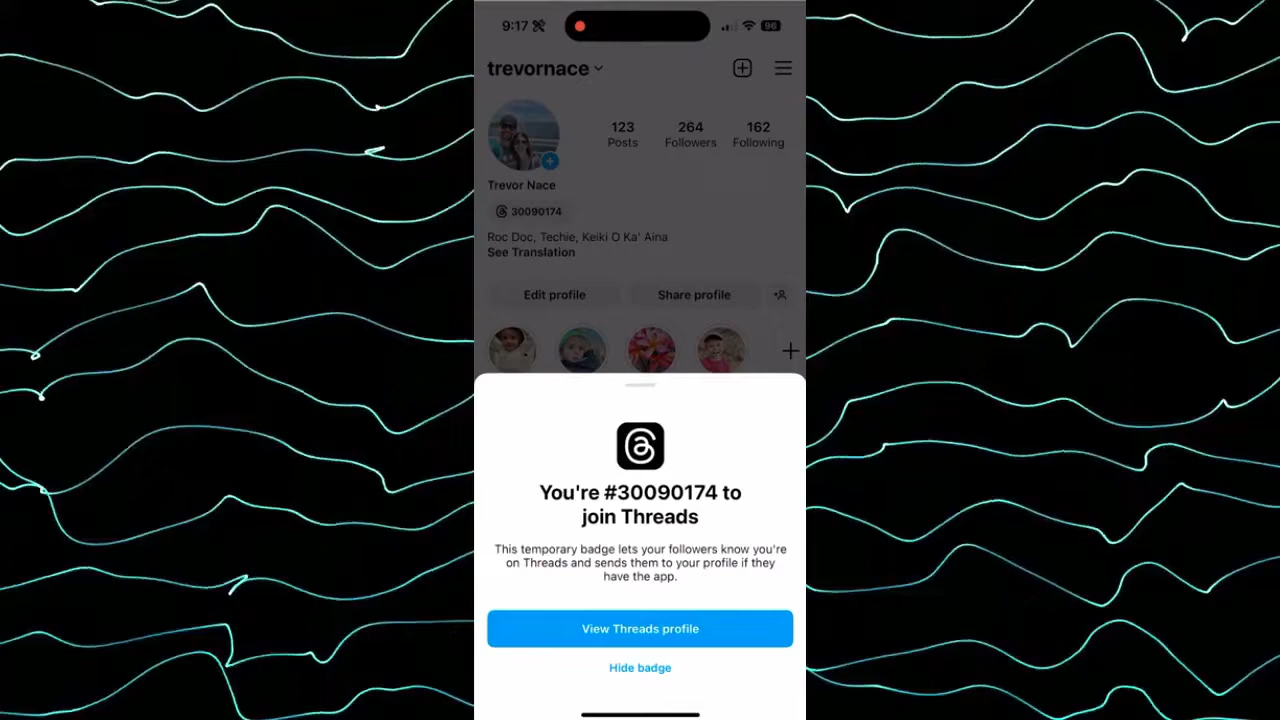 9:17
96
trevornace
123
264
162
Posts
Followers
Following
Trevor Nace
30090174
Roc Doc, Techie, Keiki O Ka' Aina
See Translation
Edit profile
Share profile
You're #30090174 to
join Threads
This temporary badge lets your followers know you're
on Threads and sends them to your profile if they
have the app.
View Threads profile
Hide badge